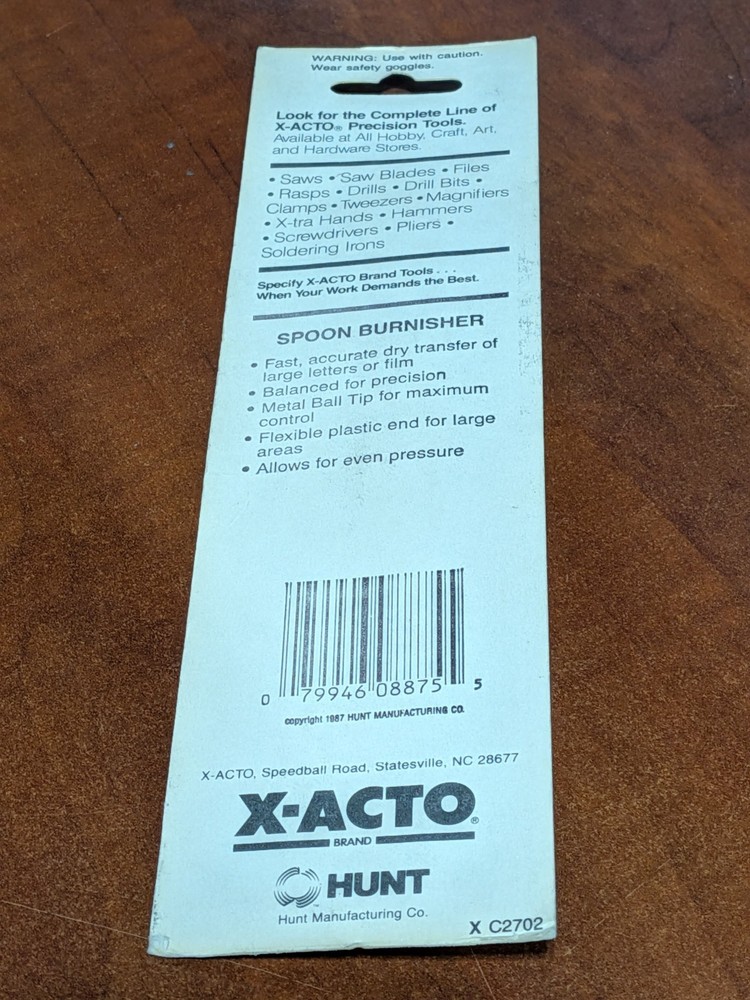 WARNING: Use with caution.
Wear safety goggles.
Look for the Complete Line of
X-ACTO® Precision Tools.
Available at All Hobby, Craft, Art,
and Hardware Stores.
• Saws • Saw Blades • Files
• Rasps • Drills • Drill Bits •
Clamps • Tweezers • Magnifiers
• X-tra Hands • Hammers
• Screwdrivers • Pliers •
Soldering Irons
Specify X-ACTO Brand Tools . . .
When Your Work Demands the Best.
SPOON BURNISHER
• Fast, accurate dry transfer of
large letters or film
• Balanced for precision
• Metal Ball Tip for maximum
control
• Flexible plastic end for large
areas
• Allows for even pressure
0 79946 08875 5
copyright 1987 HUNT MANUFACTURING CO.
X-ACTO, Speedball Road, Statesville, NC 28677
X-ACTO®
BRAND
HUNT™
Hunt Manufacturing Co.
X C2702